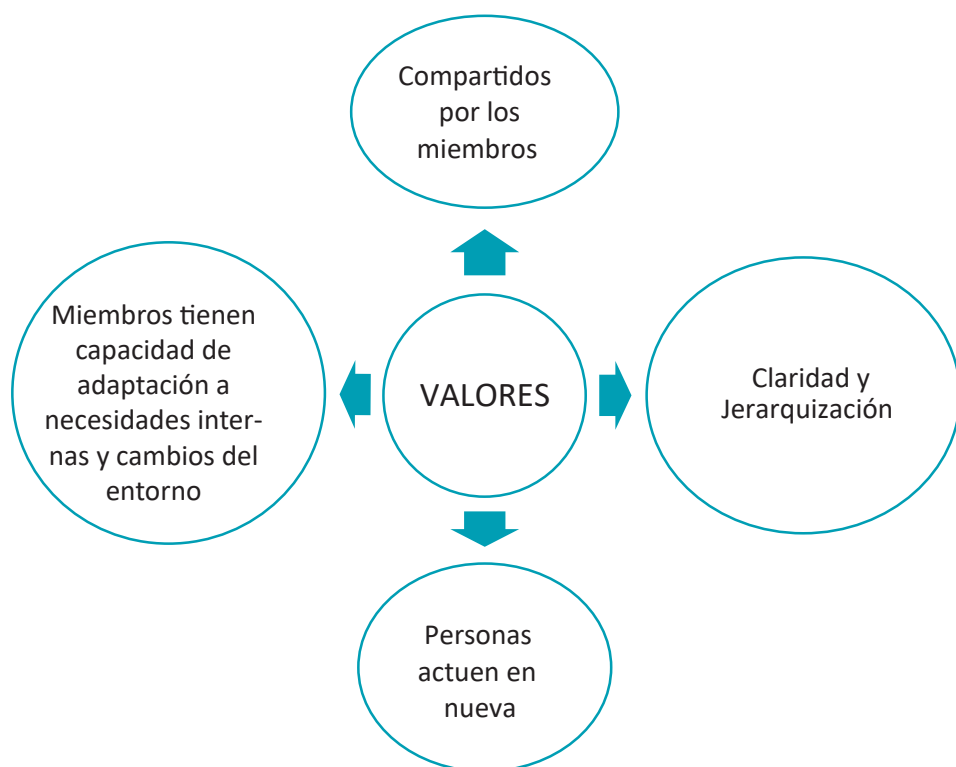 Compartidos
por los
miembros
Miembros tienen
capacidad de
adaptación a
necesidades inter-
nas y cambios del
entorno
VALORES
Claridad y
Jerarquización
Personas
actuen en
nueva